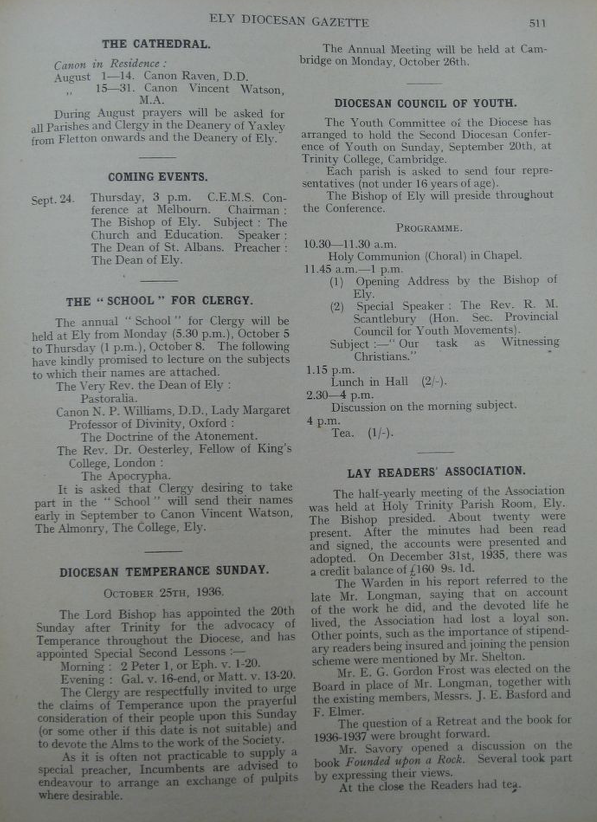 ELY DIOCESAN GAZETTE 511
THE CATHEDRAL.
Canon in Residence :
August 1—14. Canon Raven, D.D.
„ 15—31. Canon Vincent Watson,
M.A.
During August prayers will be asked for
all Parishes and Clergy in the Deanery of Yaxley
from Fletton onwards and the Deanery of Ely.
COMING EVENTS.
Sept. 24. Thursday, 3 p.m. C.E.M.S. Con-
ference at Melbourn. Chairman :
The Bishop of Ely. Subject : The
Church and Education. Speaker :
The Dean of St. Albans. Preacher :
The Dean of Ely.
THE “ SCHOOL ” FOR CLERGY.
The annual “ School ” for Clergy will be
held at Ely from Monday (5.30 p.m.), October 5
to Thursday (1 p.m.), October 8. The following
have kindly promised to lecture on the subjects
to which their names are attached.
The Very Rev. the Dean of Ely :
Pastoralia.
Canon N. P. Williams, D.D., Lady Margaret
Professor of Divinity, Oxford :
The Doctrine of the Atonement.
The Rev. Dr. Oesterley, Fellow of King's
College, London :
The Apocrypha.
It is asked that Clergy desiring to take
part in the “ School ” will send their names
early in September to Canon Vincent Watson,
The Almonry, The College, Ely.
DIOCESAN TEMPERANCE SUNDAY.
OCTOBER 25TH, 1936.
The Lord Bishop has appointed the 20th
Sunday after Trinity for the advocacy of
Temperance throughout the Diocese, and has
appointed Special Second Lessons :—
Morning : 2 Peter 1, or Eph. v. 1-20.
Evening : Gal. v. 16-end, or Matt. v. 13-20.
The Clergy are respectfully invited to urge
the claims of Temperance upon the prayerful
consideration of their people upon this Sunday
(or some other if this date is not suitable) and
to devote the Alms to the work of the Society.
As it is often not practicable to supply a
special preacher, Incumbents are advised to
endeavour to arrange an exchange of pulpits
where desirable.
The Annual Meeting will be held at Cam-
bridge on Monday, October 26th.
DIOCESAN COUNCIL OF YOUTH.
The Youth Committee of the Diocese has
arranged to hold the Second Diocesan Confer-
ence of Youth on Sunday, September 20th, at
Trinity College, Cambridge.
Each parish is asked to send four repre-
sentatives (not under 16 years of age).
The Bishop of Ely will preside throughout
the Conference.
PROGRAMME.
10.30—11.30 a.m.
Holy Communion (Choral) in Chapel.
11.45 a.m.—1 p.m.
(1) Opening Address by the Bishop of
Ely.
(2) Special Speaker : The Rev. R. M.
Scantlebury (Hon. Sec. Provincial
Council for Youth Movements).
Subject :—“ Our task as Witnessing
Christians.”
1.15 p.m.
Lunch in Hall (2/-).
2.30—4 p.m.
Discussion on the morning subject.
4 p.m.
Tea. (1/-).
LAY READERS' ASSOCIATION.
The half-yearly meeting of the Association
was held at Holy Trinity Parish Room, Ely.
The Bishop presided. About twenty were
present. After the minutes had been read
and signed, the accounts were presented and
adopted. On December 31st, 1935, there was
a credit balance of £160 9s. 1d.
The Warden in his report referred to the
late Mr. Longman, saying that on account
of the work he did, and the devoted life he
lived, the Association had lost a loyal son.
Other points, such as the importance of stipend-
ary readers being insured and joining the pension
scheme were mentioned by Mr. Shelton.
Mr. E. G. Gordon Frost was elected on the
Board in place of Mr. Longman, together with
the existing members, Messrs. J. E. Basford and
F. Elmer.
The question of a Retreat and the book for
1936-1937 were brought forward.
Mr. Savory opened a discussion on the
book Founded upon a Rock. Several took part
by expressing their views.
At the close the Readers had tea.